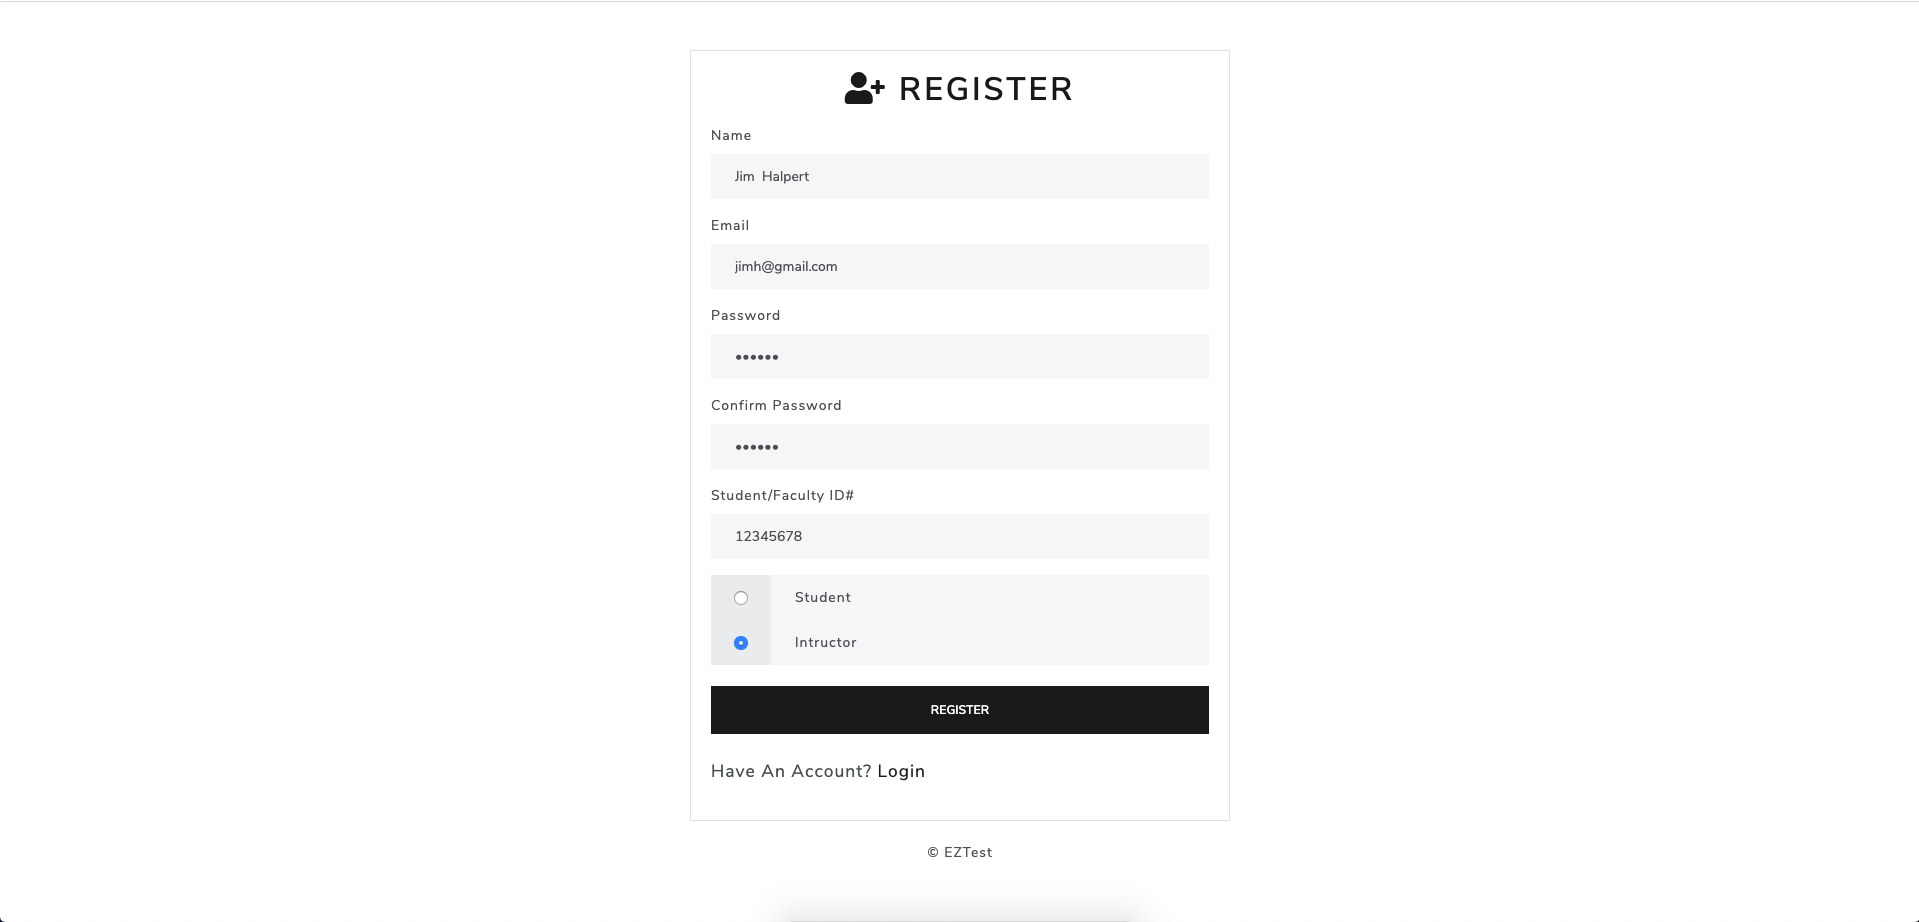 REGISTER
Name
Jim  Halpert
Email
jimh@gmail.com
Password
••••••
Confirm Password
••••••
Student/Faculty ID#
12345678
Student
Intructor
REGISTER
Have An Account? Login
© EZTest